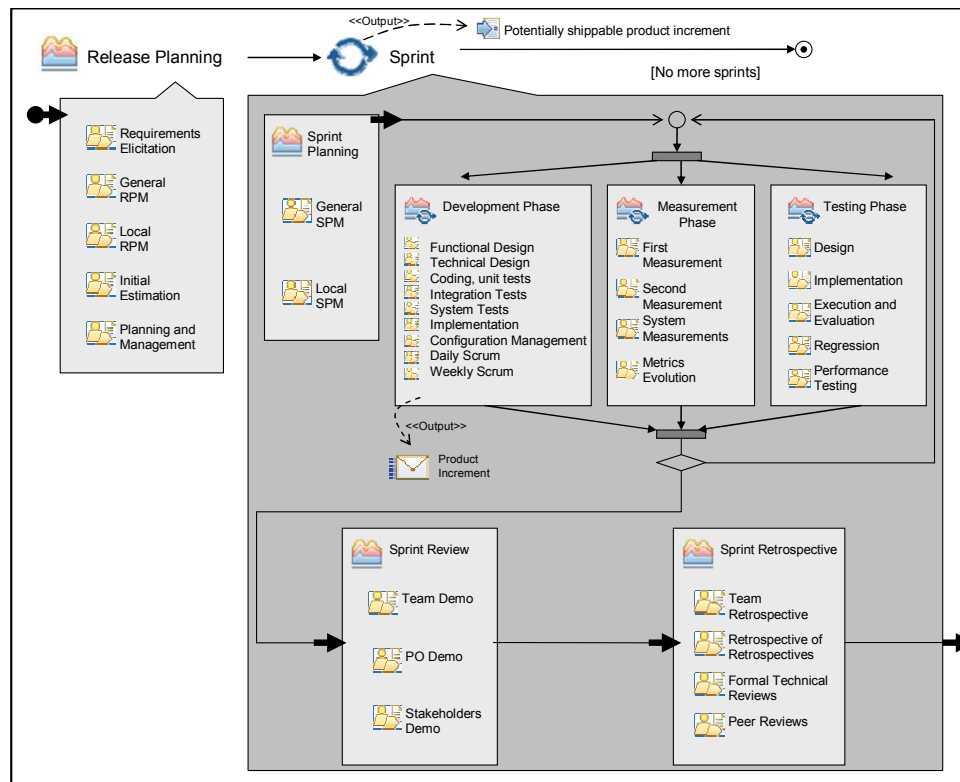 <<Output>>
Potentially shippable product increment
Release Planning
Sprint
[No more sprints]
Requirements
Elicitation
General
RPM
Local
RPM
Initial
Estimation
Planning and
Management
Sprint
Planning
General
SPM
Local
SPM
Development Phase
Functional Design
Technical Design
Coding, unit tests
Integration Tests
System Tests
Implementation
Configuration Management
Daily Scrum
Weekly Scrum
Measurement
Phase
First
Measurement
Second
Measurement
System
Measurements
Metrics
Evolution
Testing Phase
Design
Implementation
Execution and
Evaluation
Regression
Performance
Testing
<<Output>>
Product
Increment
Sprint Review
Team Demo
PO Demo
Stakeholders
Demo
Sprint Retrospective
Team
Retrospective
Retrospective of
Retrospectives
Formal Technical
Reviews
Peer Reviews